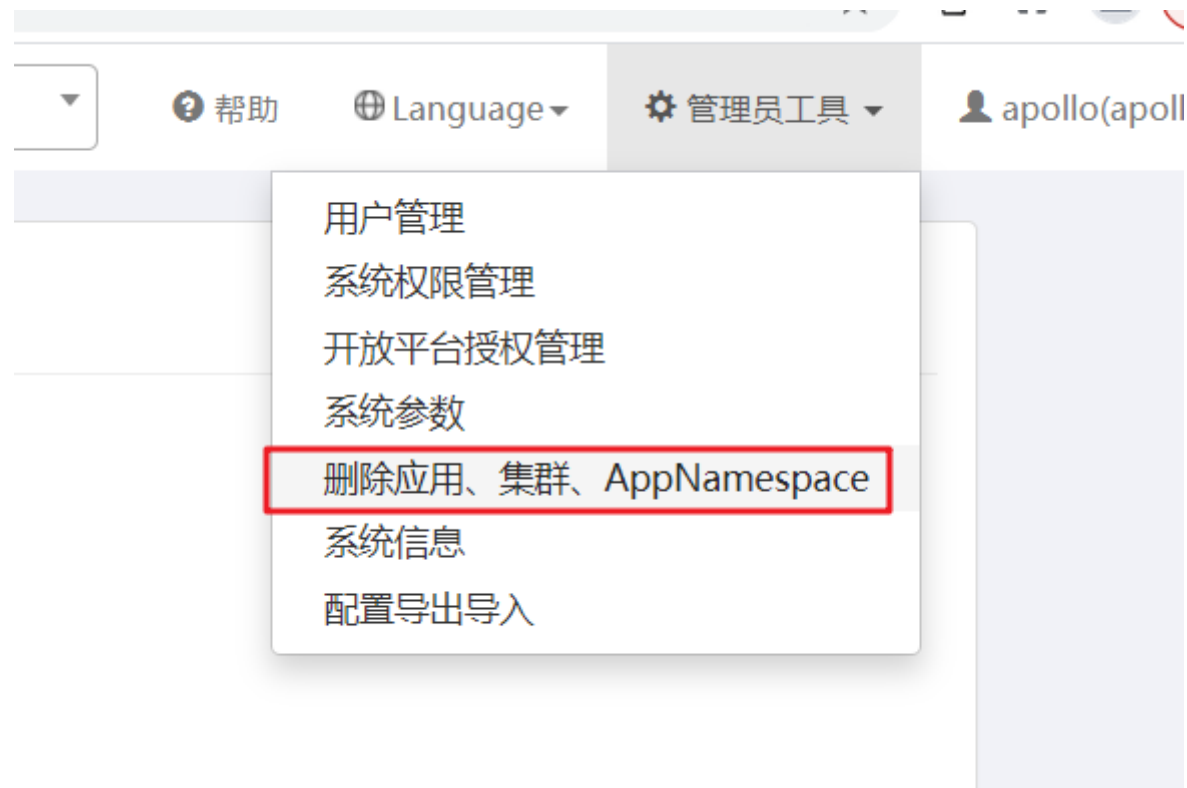 帮助 Language 管理员工具 apollo(apoll
用户管理
系统权限管理
开放平台授权管理
系统参数
删除应用、集群、AppNamespace
系统信息
配置导出导入